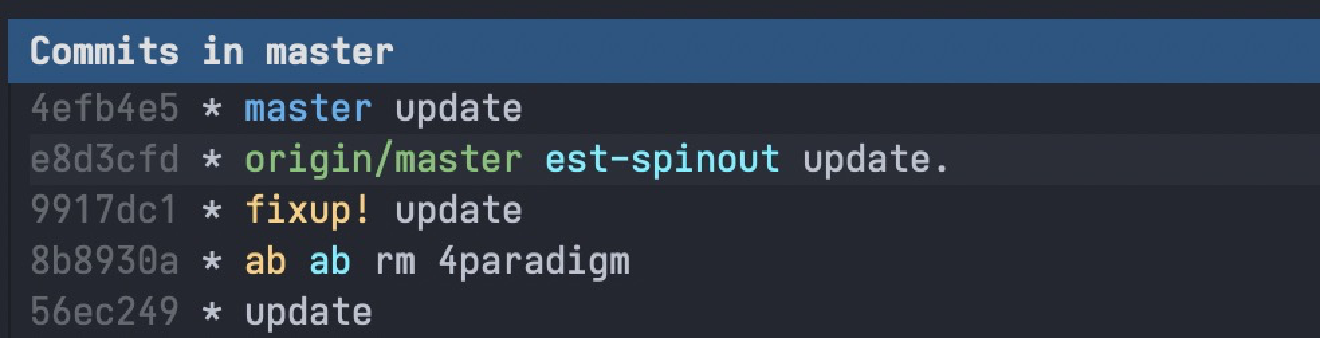 Commits in master
4efb4e5 * master update
e8d3cfd * origin/master est-spinout update.
9917dc1 * fixup! update
8b8930a * ab ab rm 4paradigm
56ec249 * update